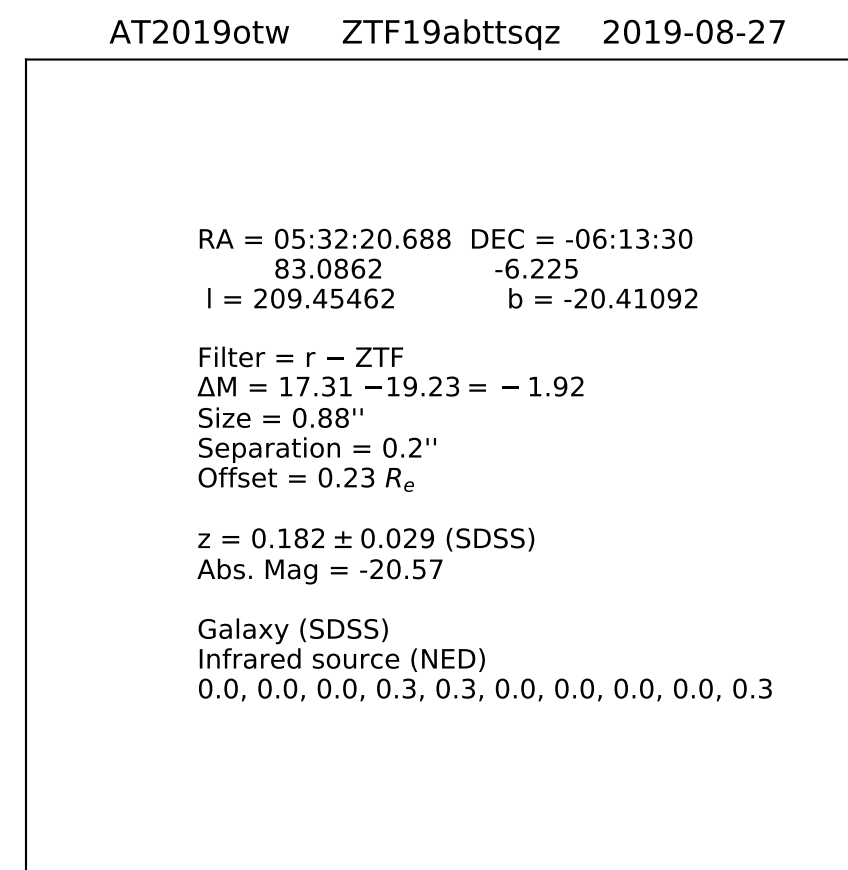 AT2019otw ZTF19abttsqz 2019-08-27
RA = 05:32:20.688 DEC = -06:13:30
83.0862 -6.225
l = 209.45462 b = -20.41092
Filter = r − ZTF
ΔM = 17.31 −19.23 = − 1.92
Size = 0.88''
Separation = 0.2''
Offset = 0.23 Rₑ
z = 0.182 ± 0.029 (SDSS)
Abs. Mag = -20.57
Galaxy (SDSS)
Infrared source (NED)
0.0, 0.0, 0.0, 0.3, 0.3, 0.0, 0.0, 0.0, 0.0, 0.3